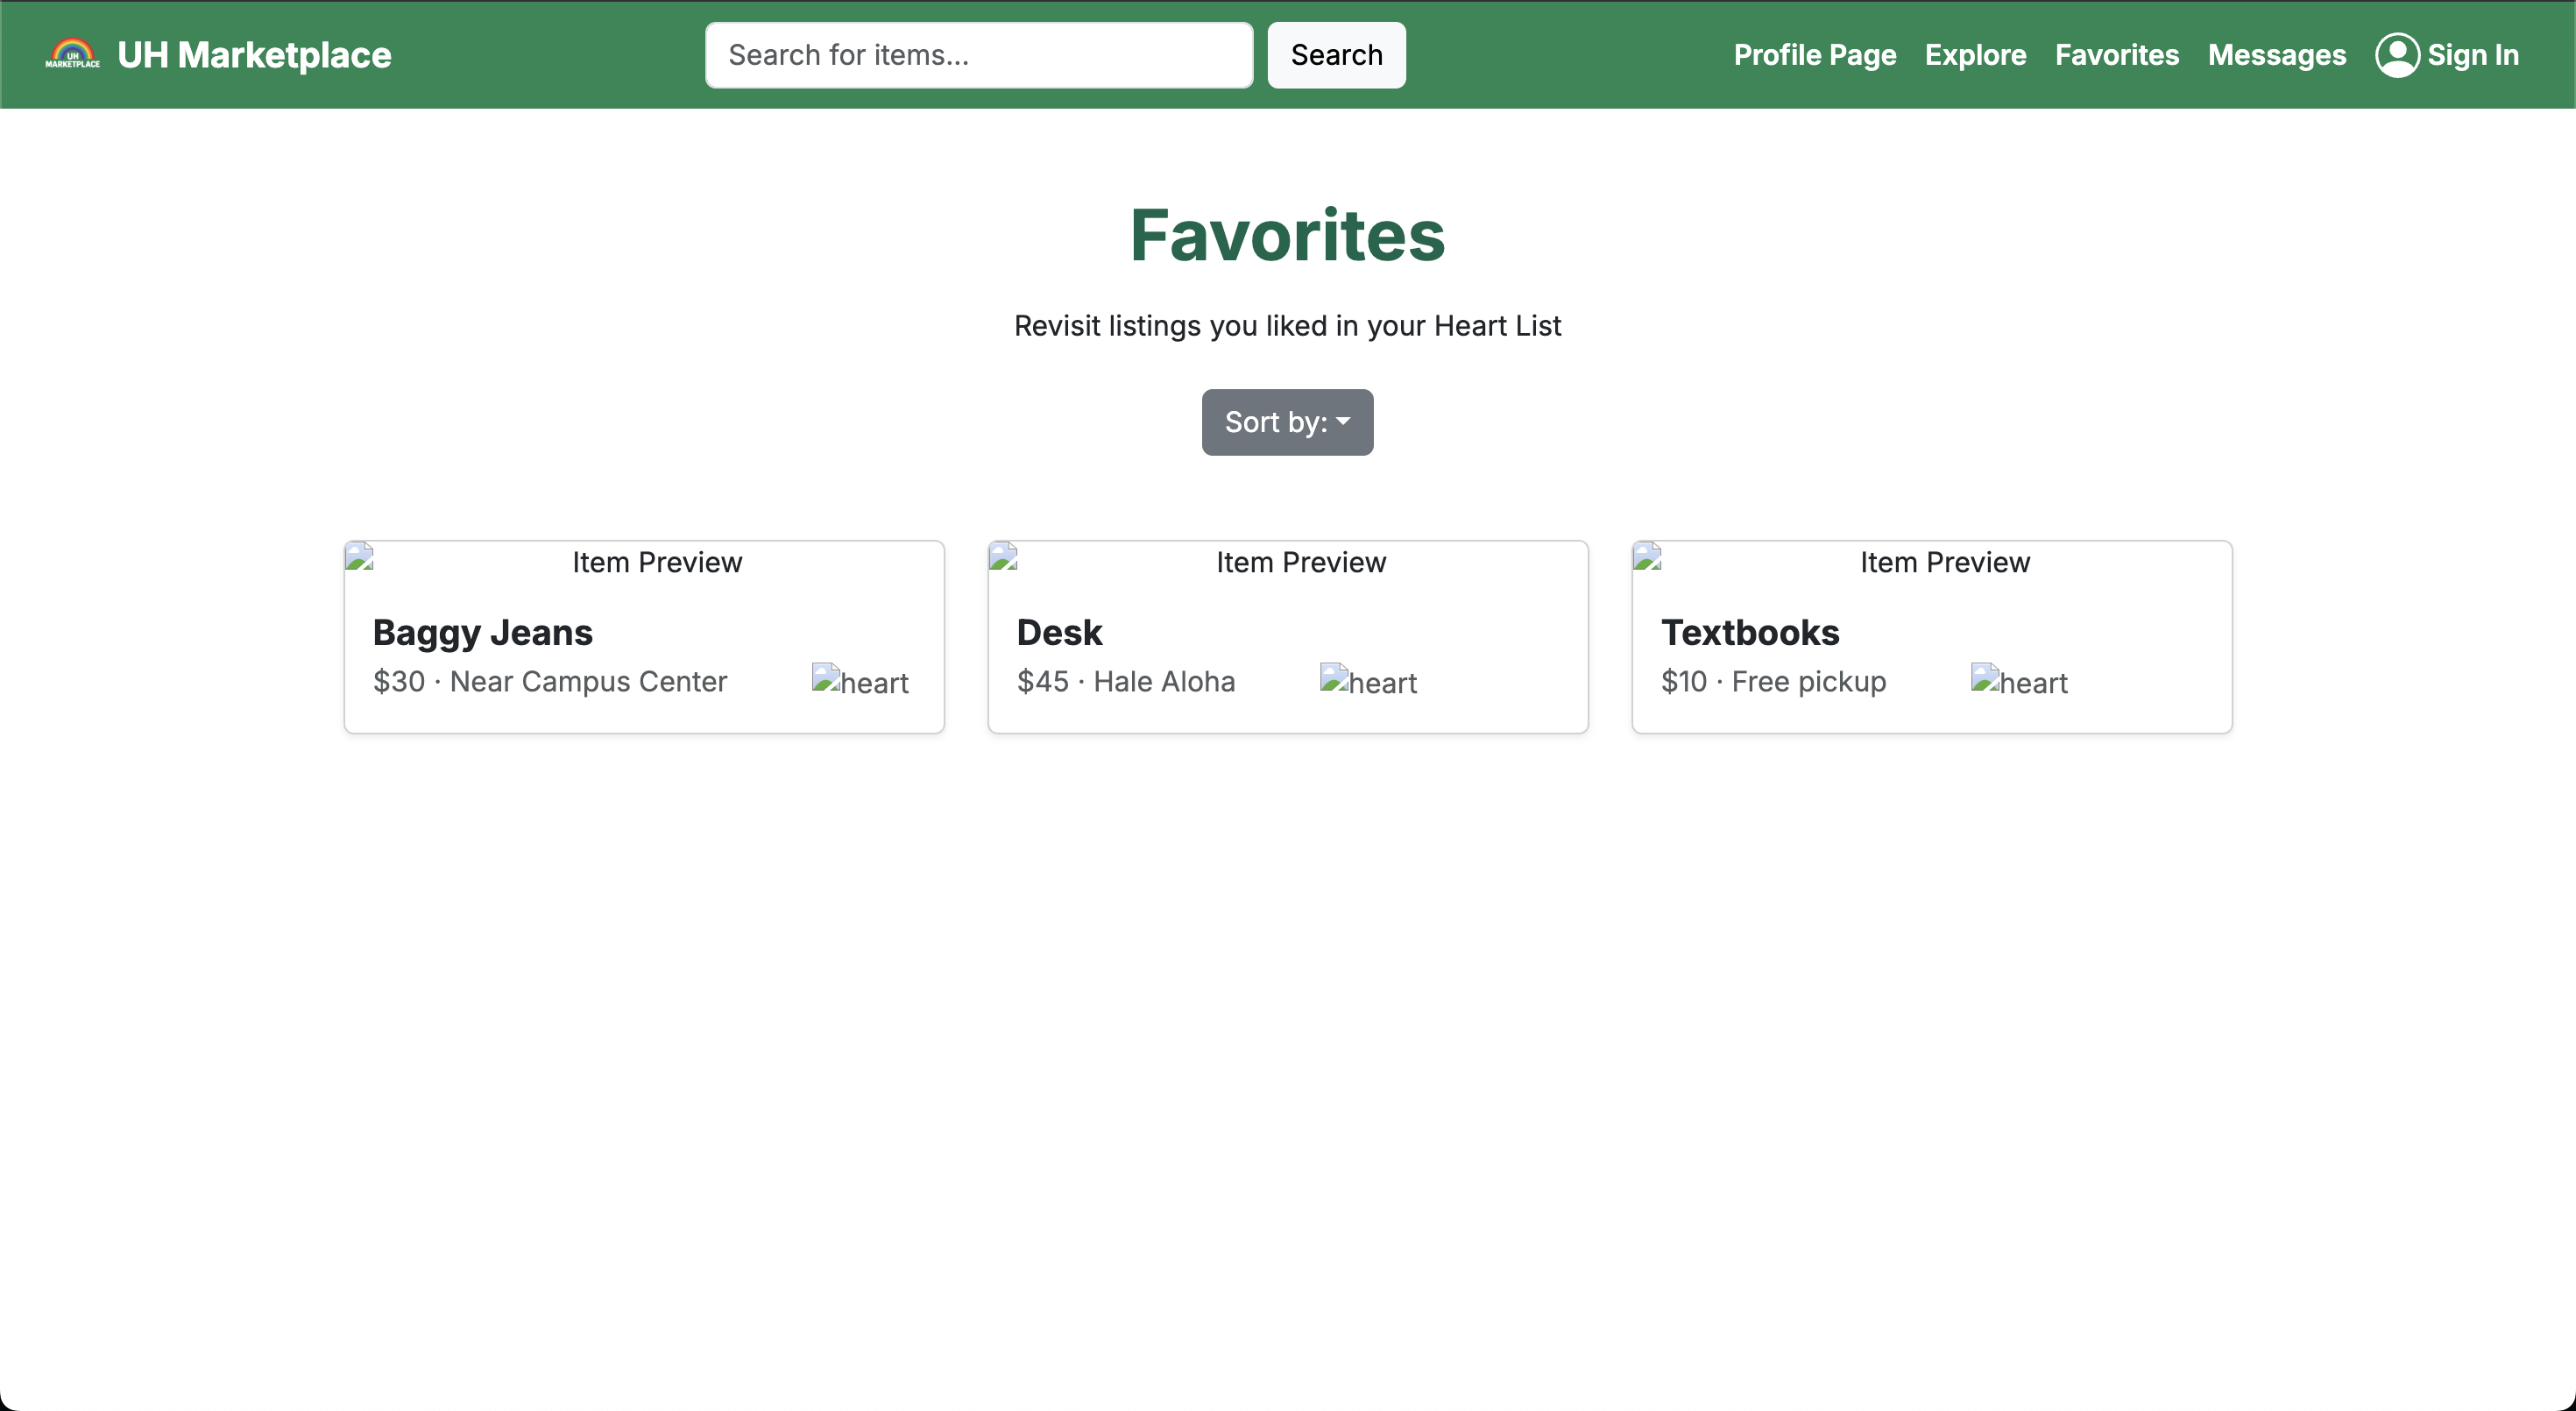 UH MARKETPLACE
UH Marketplace
Search for items...
Search
Profile Page
Explore
Favorites
Messages
Sign In
Favorites
Revisit listings you liked in your Heart List
Sort by:
Item Preview
Baggy Jeans
$30 · Near Campus Center
heart
Item Preview
Desk
$45 · Hale Aloha
heart
Item Preview
Textbooks
$10 · Free pickup
heart